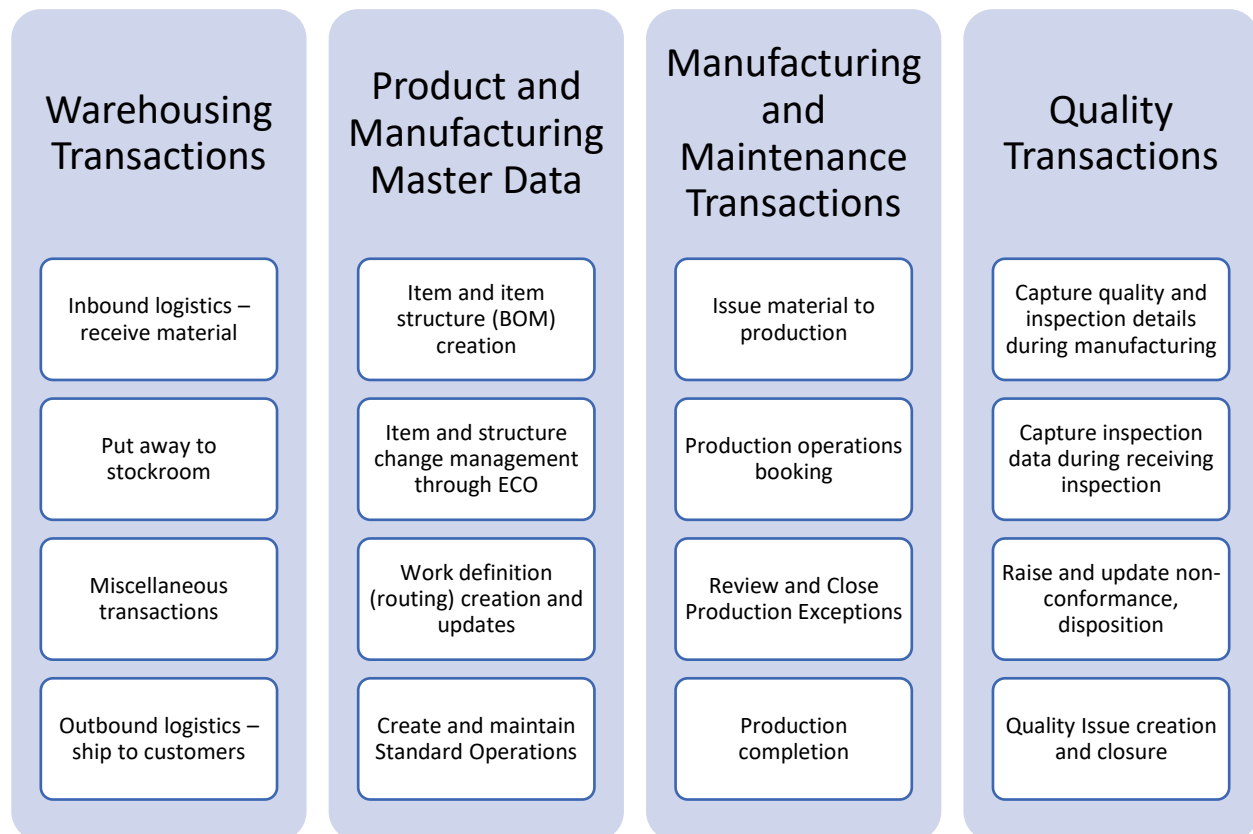 Warehousing
Transactions
Inbound logistics –
receive material
Put away to
stockroom
Miscellaneous
transactions
Outbound logistics –
ship to customers
Product and
Manufacturing
Master Data
Item and item
structure (BOM)
creation
Item and structure
change management
through ECO
Work definition
(routing) creation and
updates
Create and maintain
Standard Operations
Manufacturing
and
Maintenance
Transactions
Issue material to
production
Production operations
booking
Review and Close
Production Exceptions
Production
completion
Quality
Transactions
Capture quality and
inspection details
during manufacturing
Capture inspection
data during receiving
inspection
Raise and update non-
conformance,
disposition
Quality Issue creation
and closure